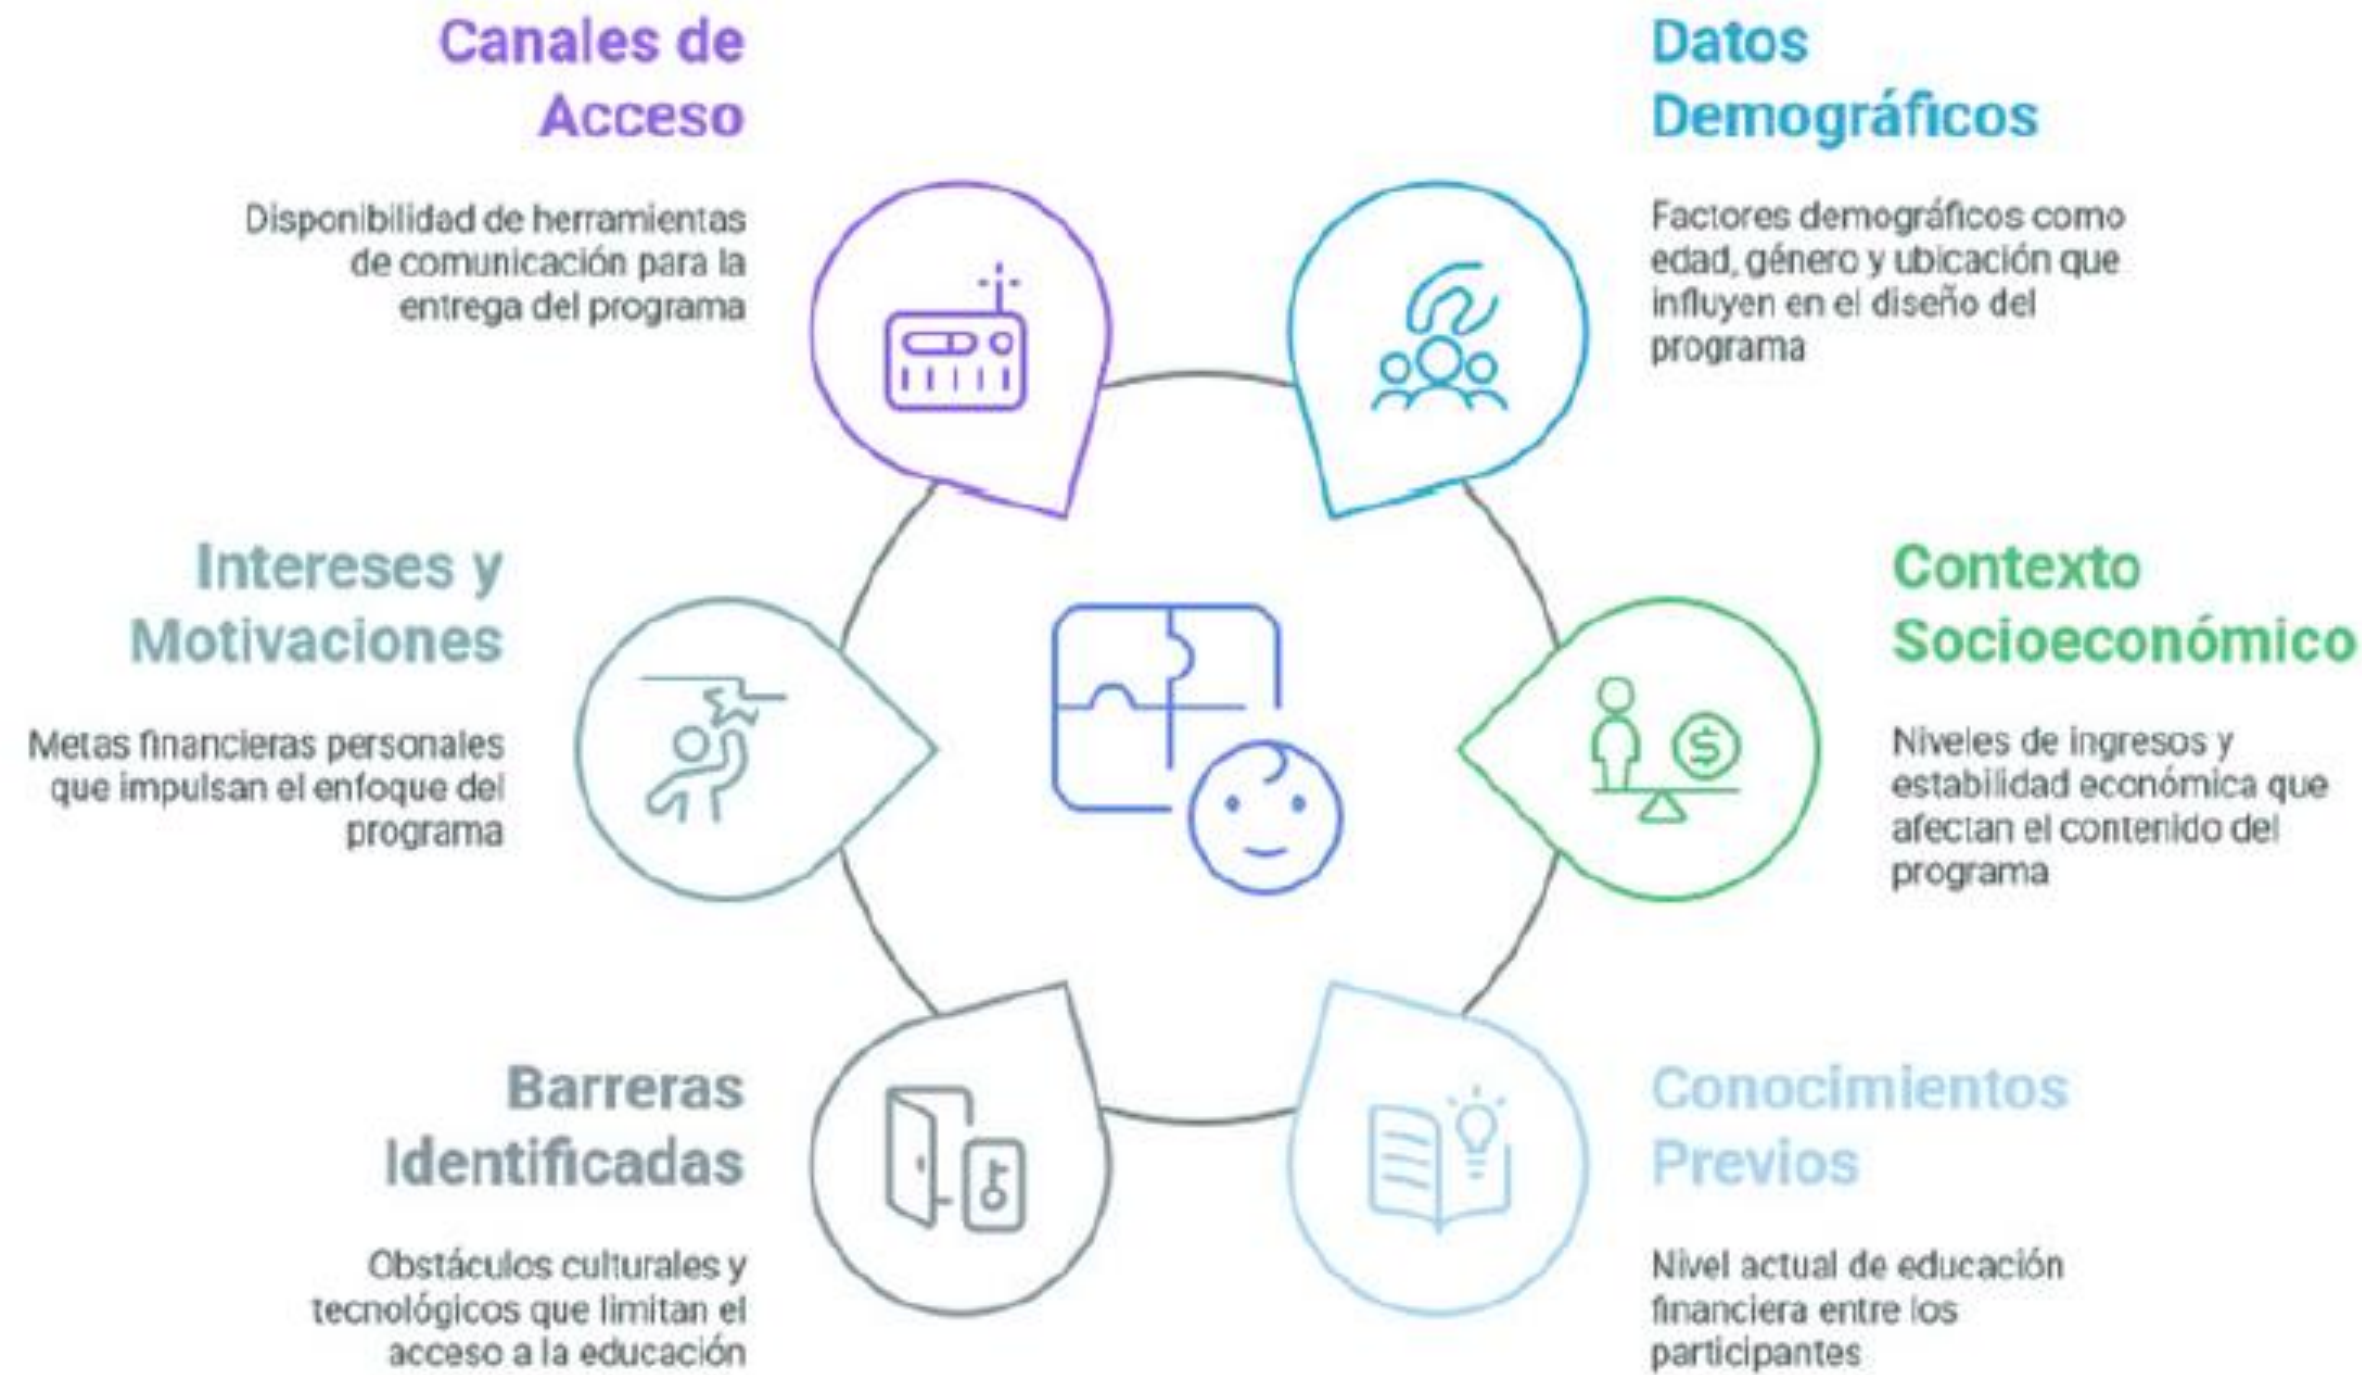 Canales de
Acceso
Disponibilidad de herramientas
de comunicación para la
entrega del programa
Datos
Demográficos
Factores demográficos como
edad, género y ubicación que
influyen en el diseño del
programa
Intereses y
Motivaciones
Metas financieras personales
que impulsan el enfoque del
programa
Contexto
Socioeconómico
Niveles de ingresos y
estabilidad económica que
afectan el contenido del
programa
Barreras
Identificadas
Obstáculos culturales y
tecnológicos que limitan el
acceso a la educación
Conocimientos
Previos
Nivel actual de educación
financiera entre los
participantes